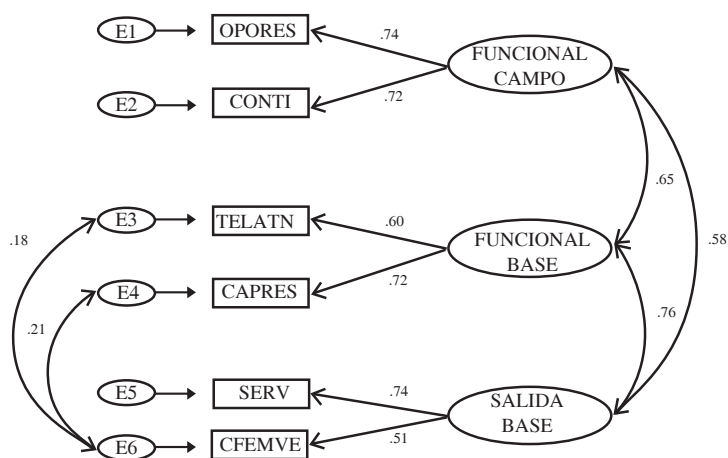 E1
OPORES
.74
FUNCIONAL
CAMPO
E2
CONTI
.72
.65
E3
TELATN
.60
FUNCIONAL
BASE
.18
.58
E4
CAPRES
.72
.21
.76
E5
SERV
.74
SALIDA
BASE
E6
CFEMVE
.51